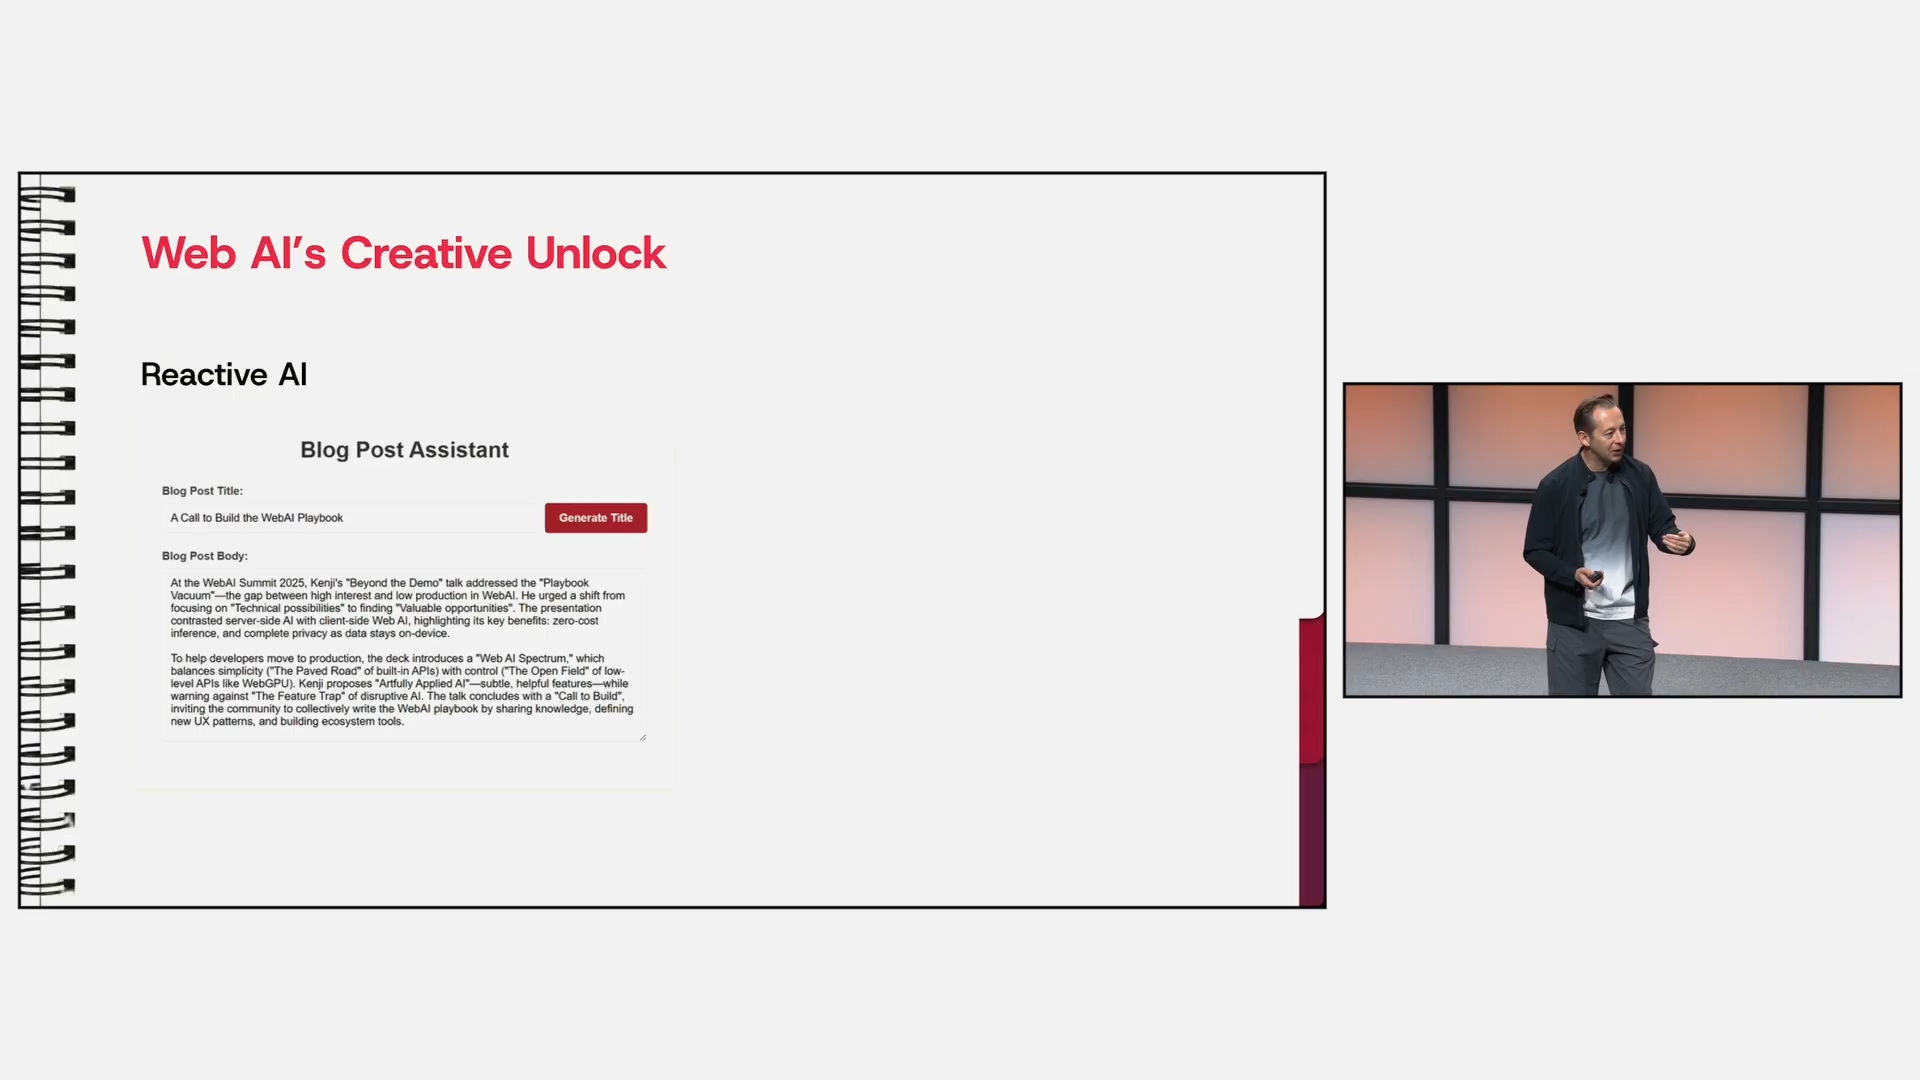 Web AI’s Creative Unlock
Reactive AI
Blog Post Assistant
Blog Post Title:
A Call to Build the WebAI Playbook
Generate Title
Blog Post Body:
At the WebAI Summit 2025, Kenji's "Beyond the Demo" talk addressed the "Playbook
Vacuum"—the gap between high interest and low production in WebAI. He urged a shift from
focusing on "Technical possibilities" to finding "Valuable opportunities". The presentation
contrasted server-side AI with client-side Web AI, highlighting its key benefits: zero-cost
inference, and complete privacy as data stays on-device.
To help developers move to production, the deck introduces a "Web AI Spectrum," which
balances simplicity ("The Paved Road" of built-in APIs) with control ("The Open Field" of low-
level APIs like WebGPU). Kenji proposes "Artfully Applied AI"—subtle, helpful features—while
warning against "The Feature Trap" of disruptive AI. The talk concludes with a "Call to Build",
inviting the community to collectively write the WebAI playbook by sharing knowledge, defining
new UX patterns, and building ecosystem tools.